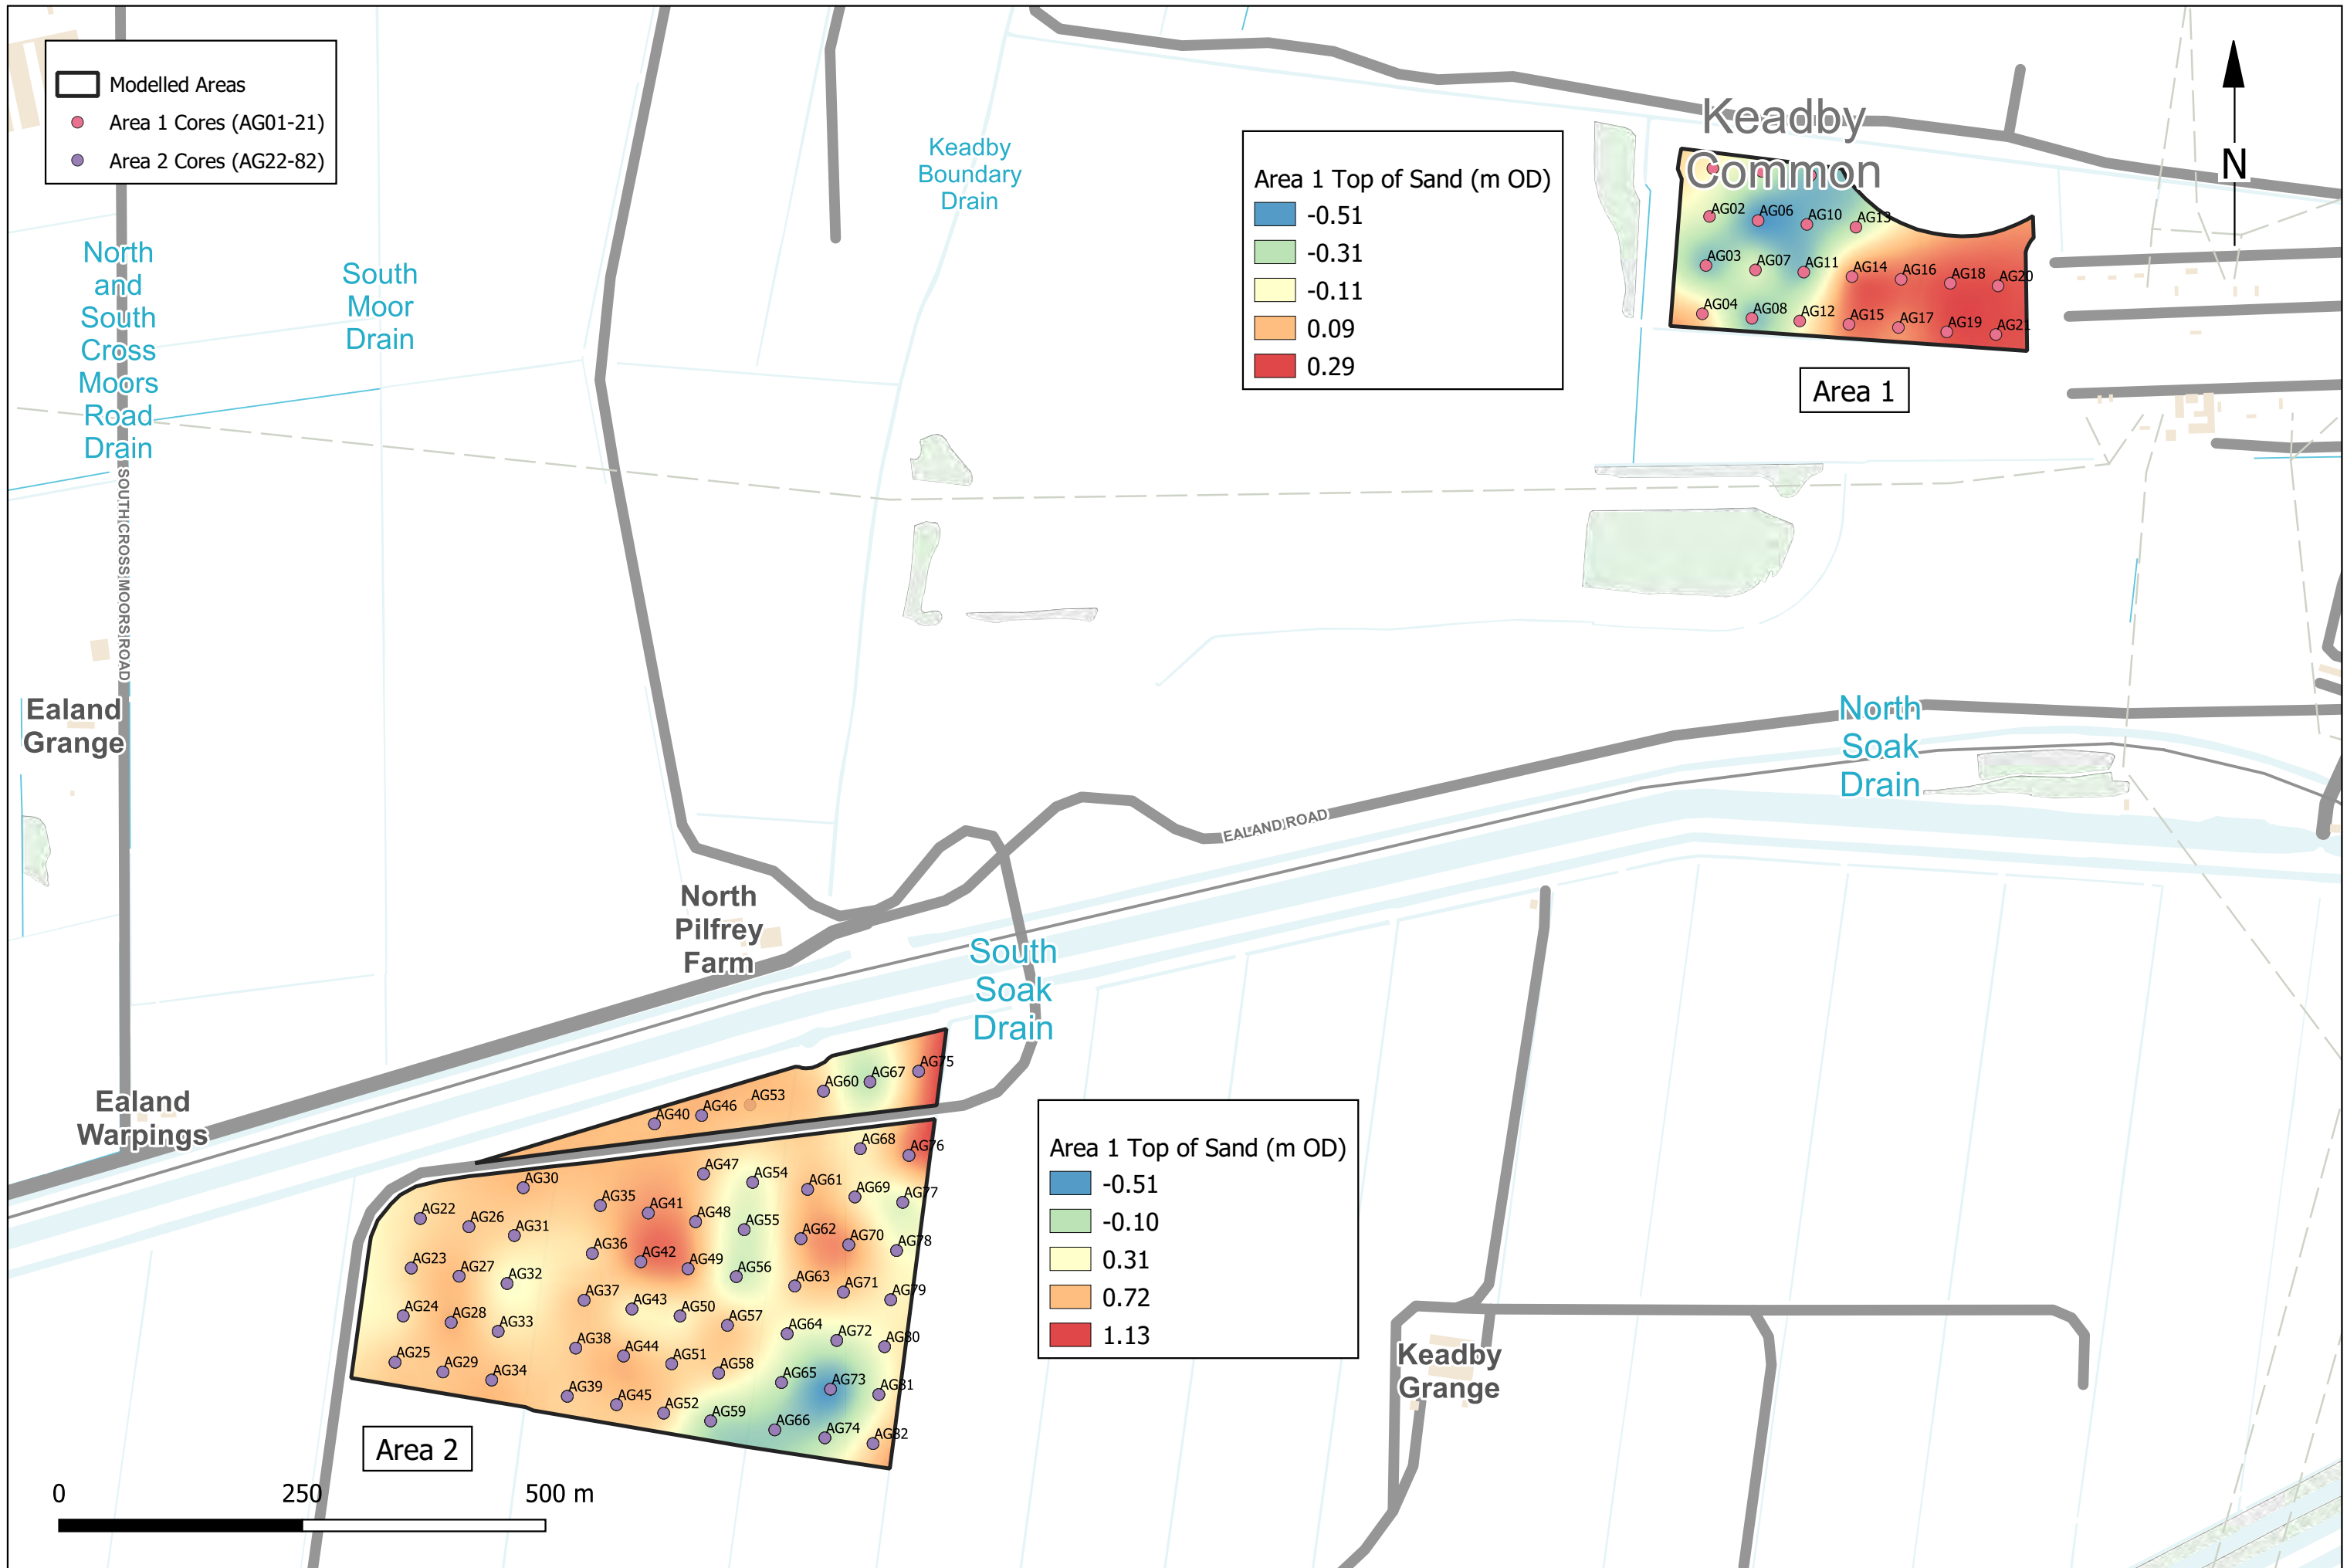 Modelled Areas
Area 1 Cores (AG01-21)
Area 2 Cores (AG22-82)
Keadby
Boundary
Drain
Area 1 Top of Sand (m OD)
-0.51
-0.31
-0.11
0.09
0.29
Keadby
Common
N
AG02
AG06
AG10
AG13
AG03
AG07
AG11
AG14
AG16
AG18
AG20
AG04
AG08
AG12
AG15
AG17
AG19
AG21
Area 1
North
and
South
Cross
Moors
Road
Drain
South
Moor
Drain
SOUTH CROSS MOORS ROAD
Ealand
Grange
North
Soak
Drain
EALAND ROAD
North
Pilfrey
Farm
South
Soak
Drain
Ealand
Warpings
AG75
AG67
AG60
AG53
AG46
AG40
AG68
AG76
AG47
AG54
AG30
AG61
AG69
AG77
AG35
AG41
AG22
AG26
AG48
AG31
AG55
AG62
AG70
AG78
AG36
AG42
AG49
AG23
AG27
AG56
AG32
AG63
AG71
AG79
AG37
AG43
AG24
AG50
AG28
AG57
AG33
AG64
AG72
AG80
AG38
AG44
AG25
AG51
AG29
AG58
AG34
AG65
AG73
AG81
AG39
AG45
AG52
AG59
AG66
AG74
AG82
Area 1 Top of Sand (m OD)
-0.51
-0.10
0.31
0.72
1.13
Keadby
Grange
Area 2
0 250 500 m